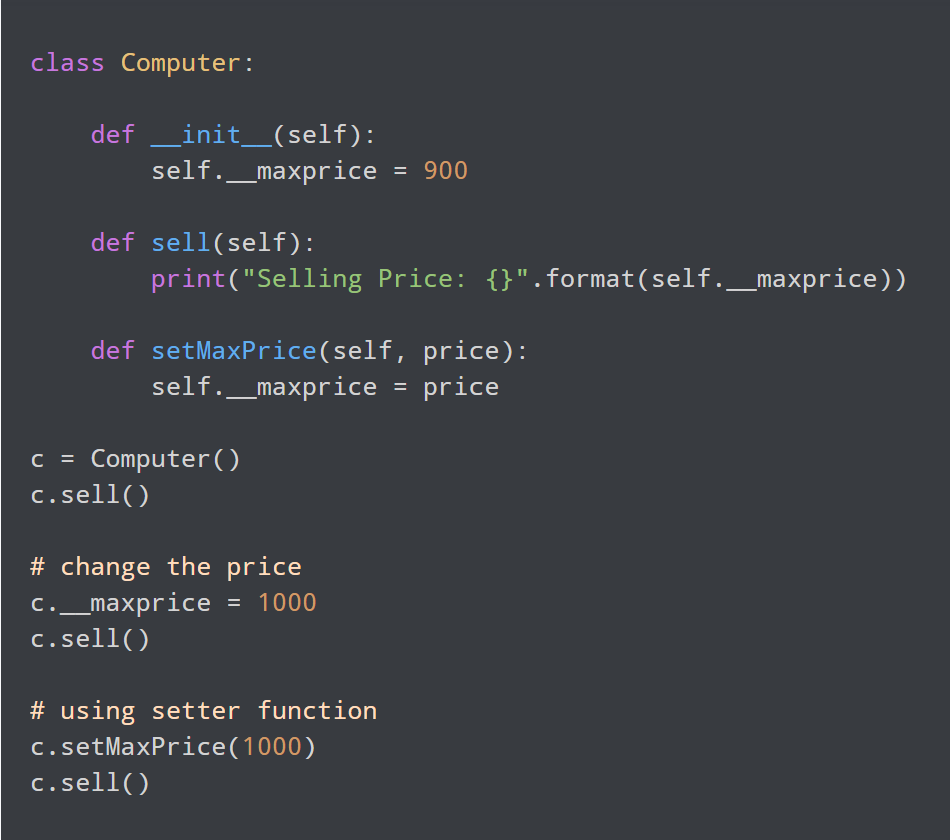 class Computer:
    def __init__(self):
        self.__maxprice = 900
    def sell(self):
        print("Selling Price: {}".format(self.__maxprice))
    def setMaxPrice(self, price):
        self.__maxprice = price
c = Computer()
c.sell()
# change the price
c.__maxprice = 1000
c.sell()
# using setter function
c.setMaxPrice(1000)
c.sell()